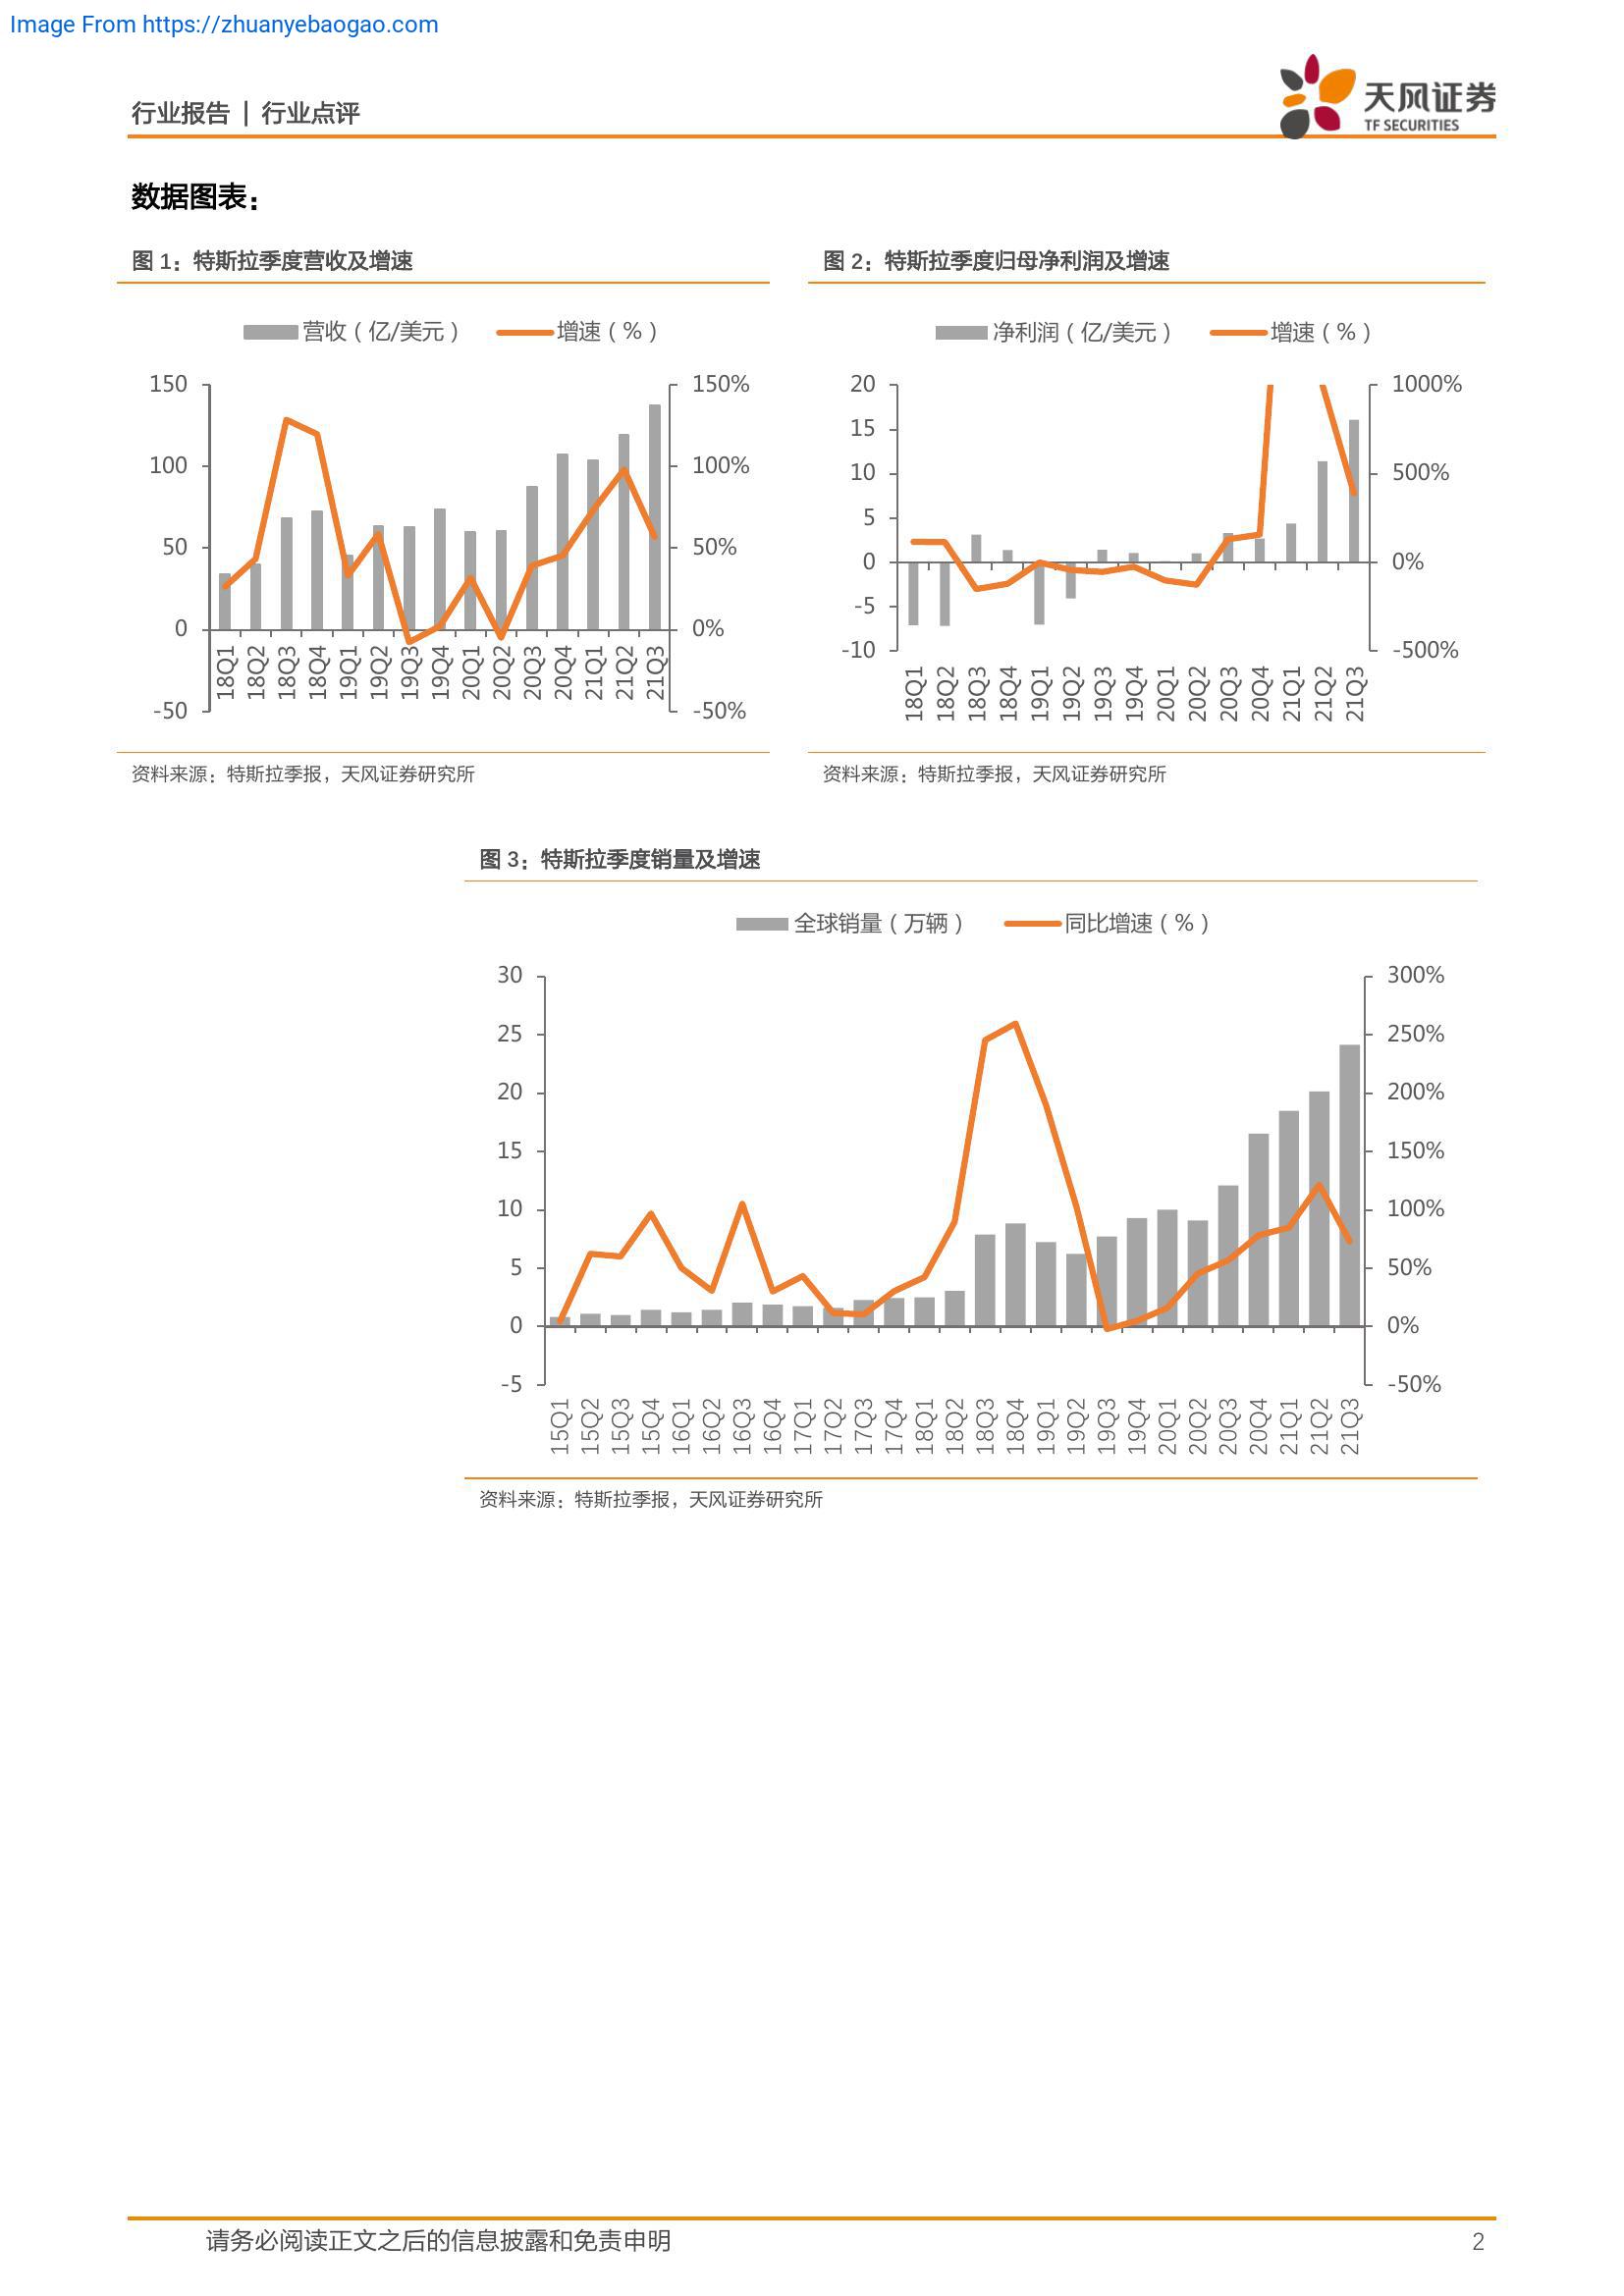 Image From https://zhuanyebaogao.com
行业报告 | 行业点评
天风证券
TF SECURITIES
数据图表：
图 1：特斯拉季度营收及增速
营收（亿/美元） 增速（%）
150 150%
100 100%
50 50%
0 0%
-50 -50%
18Q1 18Q2 18Q3 18Q4 19Q1 19Q2 19Q3 19Q4 20Q1 20Q2 20Q3 20Q4 21Q1 21Q2 21Q3
资料来源：特斯拉季报，天风证券研究所
图 2：特斯拉季度归母净利润及增速
净利润（亿/美元） 增速（%）
20 1000%
15
10 500%
5
0 0%
-5
-10 -500%
18Q1 18Q2 18Q3 18Q4 19Q1 19Q2 19Q3 19Q4 20Q1 20Q2 20Q3 20Q4 21Q1 21Q2 21Q3
资料来源：特斯拉季报，天风证券研究所
图 3：特斯拉季度销量及增速
全球销量（万辆） 同比增速（%）
30 300%
25 250%
20 200%
15 150%
10 100%
5 50%
0 0%
-5 -50%
15Q1 15Q2 15Q3 15Q4 16Q1 16Q2 16Q3 16Q4 17Q1 17Q2 17Q3 17Q4 18Q1 18Q2 18Q3 18Q4 19Q1 19Q2 19Q3 19Q4 20Q1 20Q2 20Q3 20Q4 21Q1 21Q2 21Q3
资料来源：特斯拉季报，天风证券研究所
请务必阅读正文之后的信息披露和免责申明 2